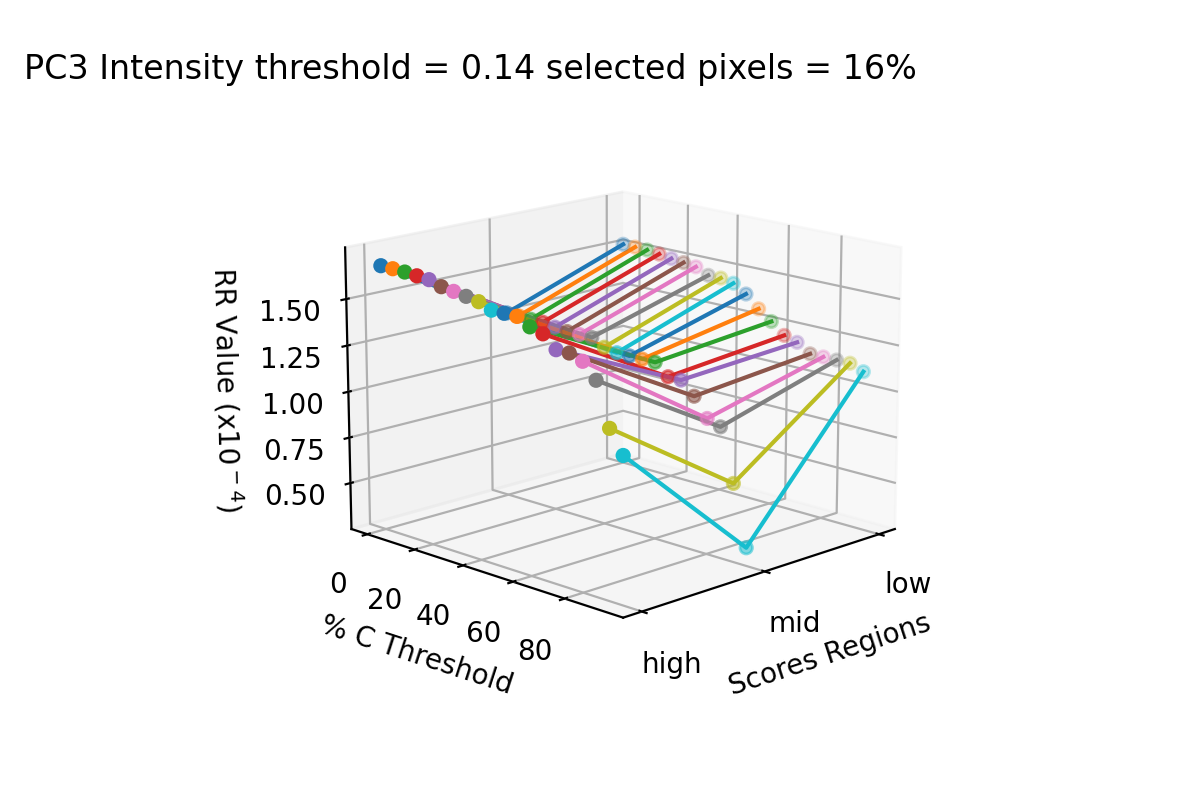 PC3 Intensity threshold = 0.14 selected pixels = 16%
RR Value (x10⁻⁴)
1.50
1.25
1.00
0.75
0.50
0
20
40
60
80
% C Threshold
high
mid
low
Scores Regions